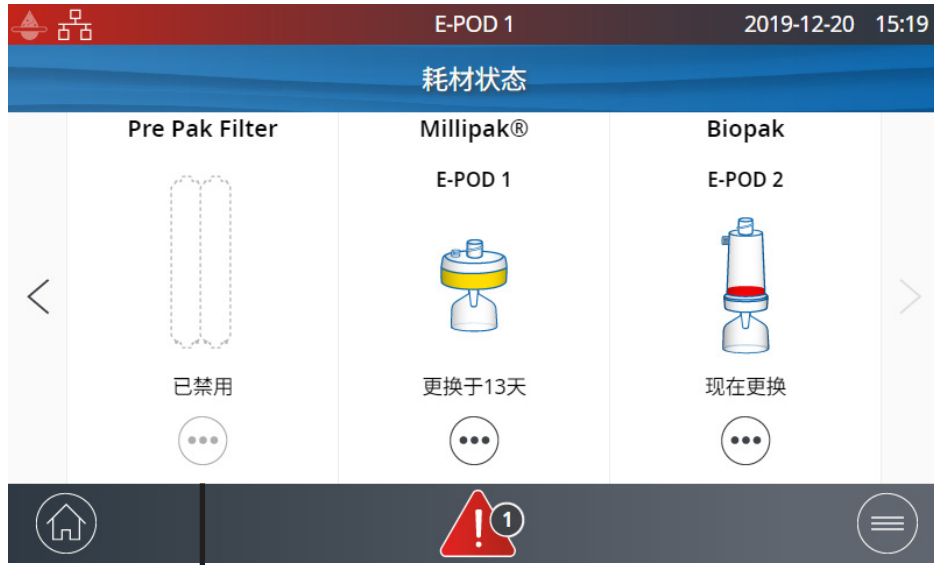 E-POD 1 2019-12-20 15:19
耗材状态
Pre Pak Filter
已禁用
Millipak®
E-POD 1
更换于13天
Biopak
E-POD 2
现在更换
1